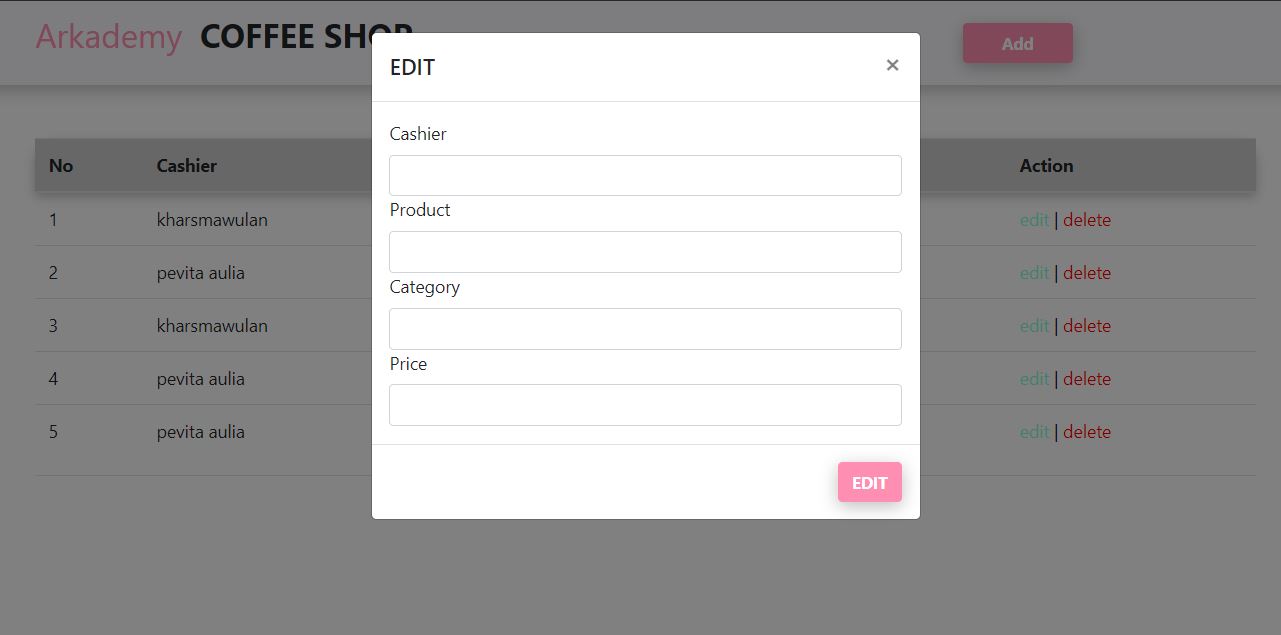 Arkademy COFFEE SHOP
Add
EDIT ×
Cashier
Product
Category
Price
EDIT
No Cashier Action
1 kharsmawulan edit | delete
2 pevita aulia edit | delete
3 kharsmawulan edit | delete
4 pevita aulia edit | delete
5 pevita aulia edit | delete